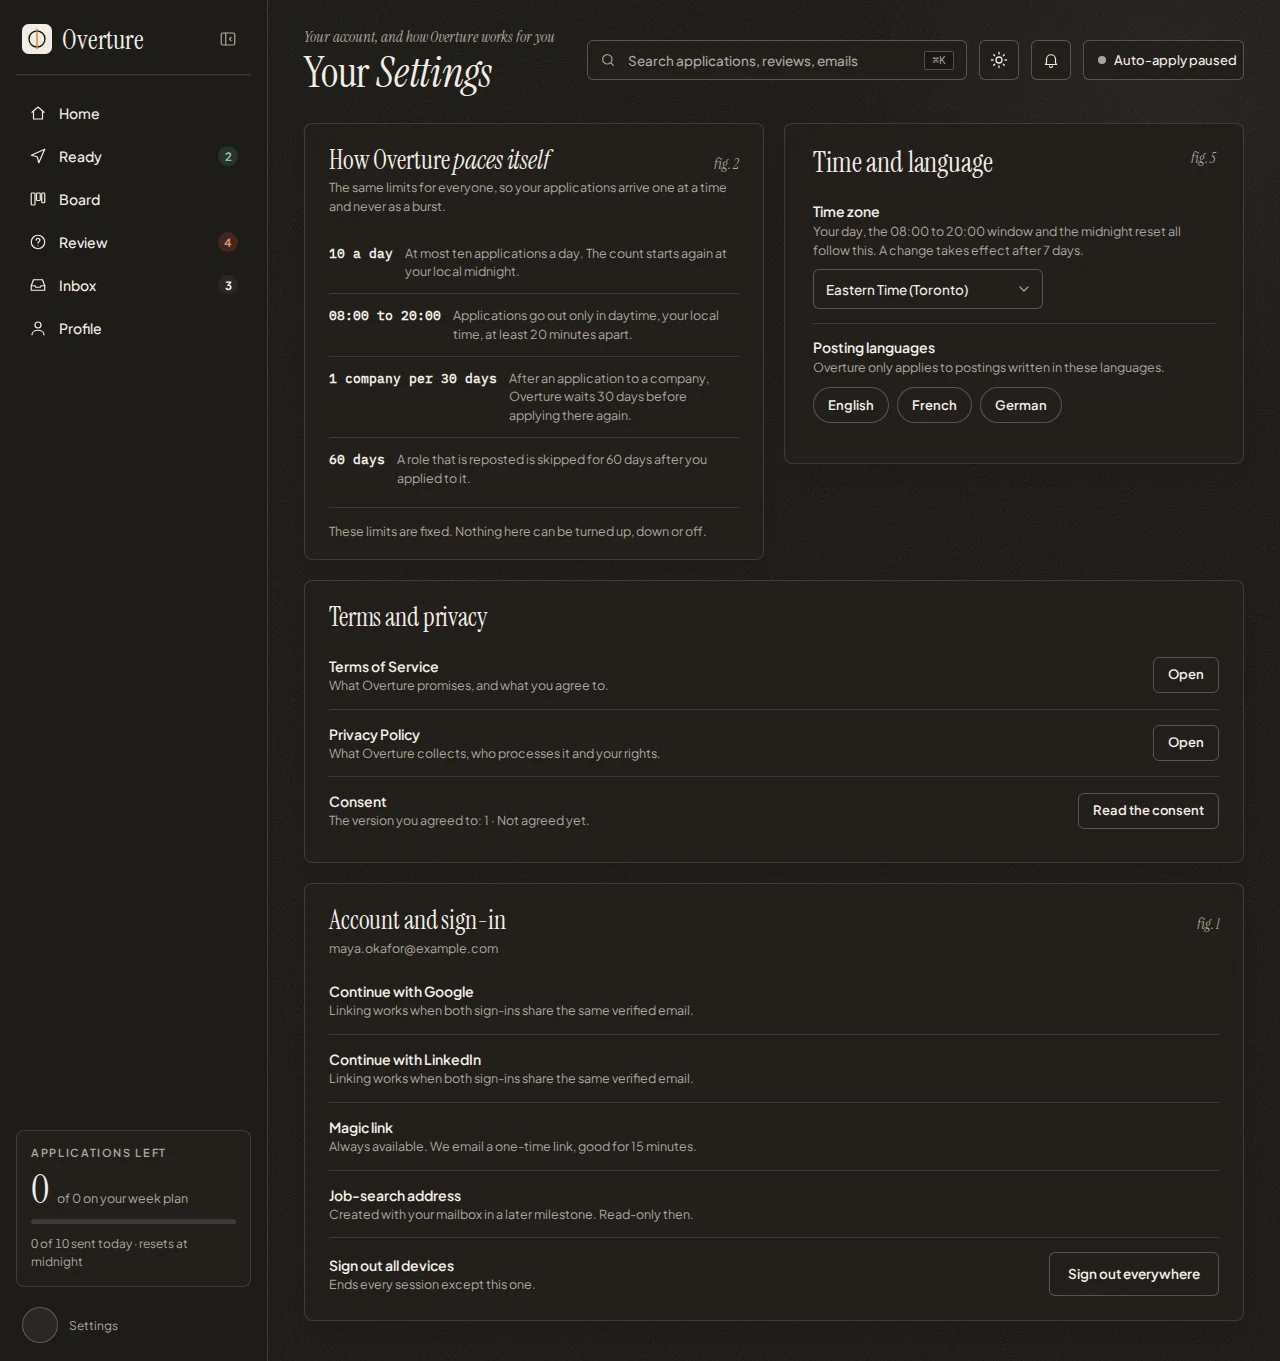 Overture
Home
Ready
2
Board
Review
4
Inbox
3
Profile
APPLICATIONS LEFT
0 of 0 on your week plan
0 of 10 sent today · resets at
midnight
Settings
Your account, and how Overture works for you
Your Settings
Search applications, reviews, emails
⌘K
Auto-apply paused
How Overture paces itself
fig. 2
The same limits for everyone, so your applications arrive one at a time
and never as a burst.
10 a day
At most ten applications a day. The count starts again at
your local midnight.
08:00 to 20:00
Applications go out only in daytime, your local
time, at least 20 minutes apart.
1 company per 30 days
After an application to a company,
Overture waits 30 days before
applying there again.
60 days
A role that is reposted is skipped for 60 days after you
applied to it.
These limits are fixed. Nothing here can be turned up, down or off.
Time and language
fig. 5
Time zone
Your day, the 08:00 to 20:00 window and the midnight reset all
follow this. A change takes effect after 7 days.
Eastern Time (Toronto)
Posting languages
Overture only applies to postings written in these languages.
English
French
German
Terms and privacy
Terms of Service
What Overture promises, and what you agree to.
Open
Privacy Policy
What Overture collects, who processes it and your rights.
Open
Consent
The version you agreed to: 1 · Not agreed yet.
Read the consent
Account and sign-in
fig. 1
maya.okafor@example.com
Continue with Google
Linking works when both sign-ins share the same verified email.
Continue with LinkedIn
Linking works when both sign-ins share the same verified email.
Magic link
Always available. We email a one-time link, good for 15 minutes.
Job-search address
Created with your mailbox in a later milestone. Read-only then.
Sign out all devices
Ends every session except this one.
Sign out everywhere